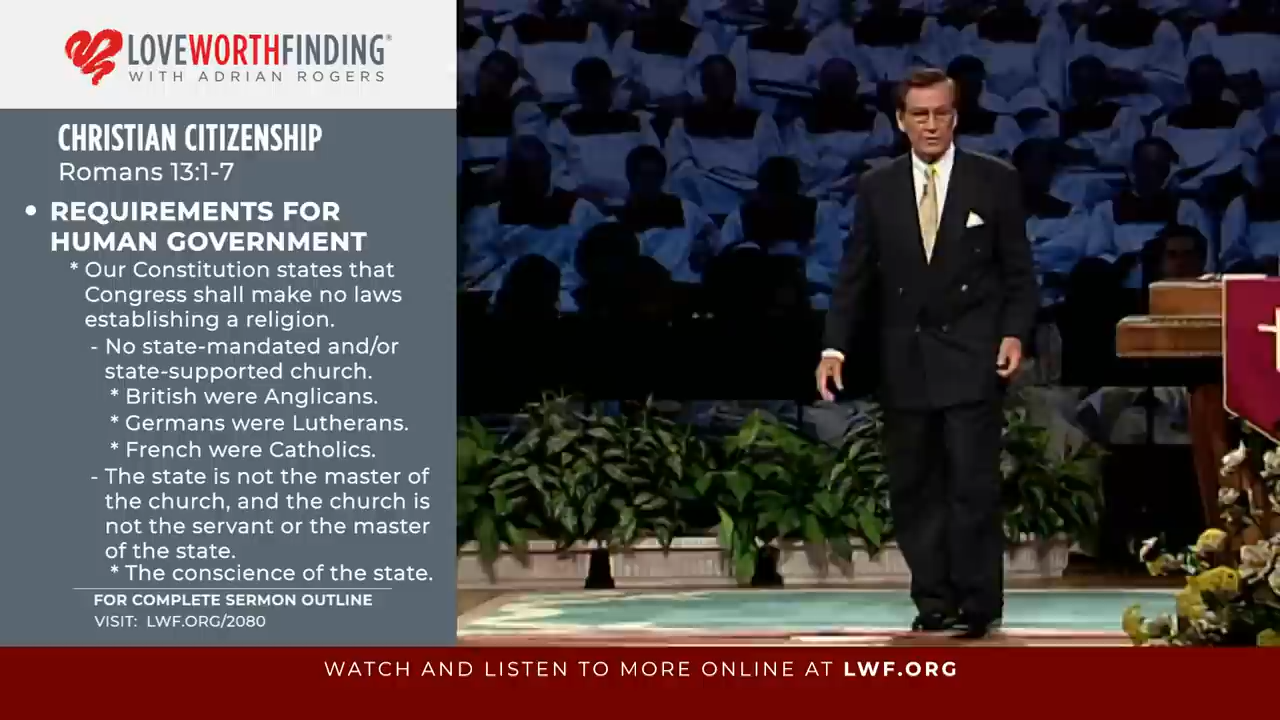 LOVEWORTHFINDING®
WITH ADRIAN ROGERS
CHRISTIAN CITIZENSHIP
Romans 13:1-7
• REQUIREMENTS FOR
HUMAN GOVERNMENT
* Our Constitution states that
Congress shall make no laws
establishing a religion.
- No state-mandated and/or
state-supported church.
* British were Anglicans.
* Germans were Lutherans.
* French were Catholics.
- The state is not the master of
the church, and the church is
not the servant or the master
of the state.
* The conscience of the state.
FOR COMPLETE SERMON OUTLINE
VISIT: LWF.ORG/2080
WATCH AND LISTEN TO MORE ONLINE AT LWF.ORG